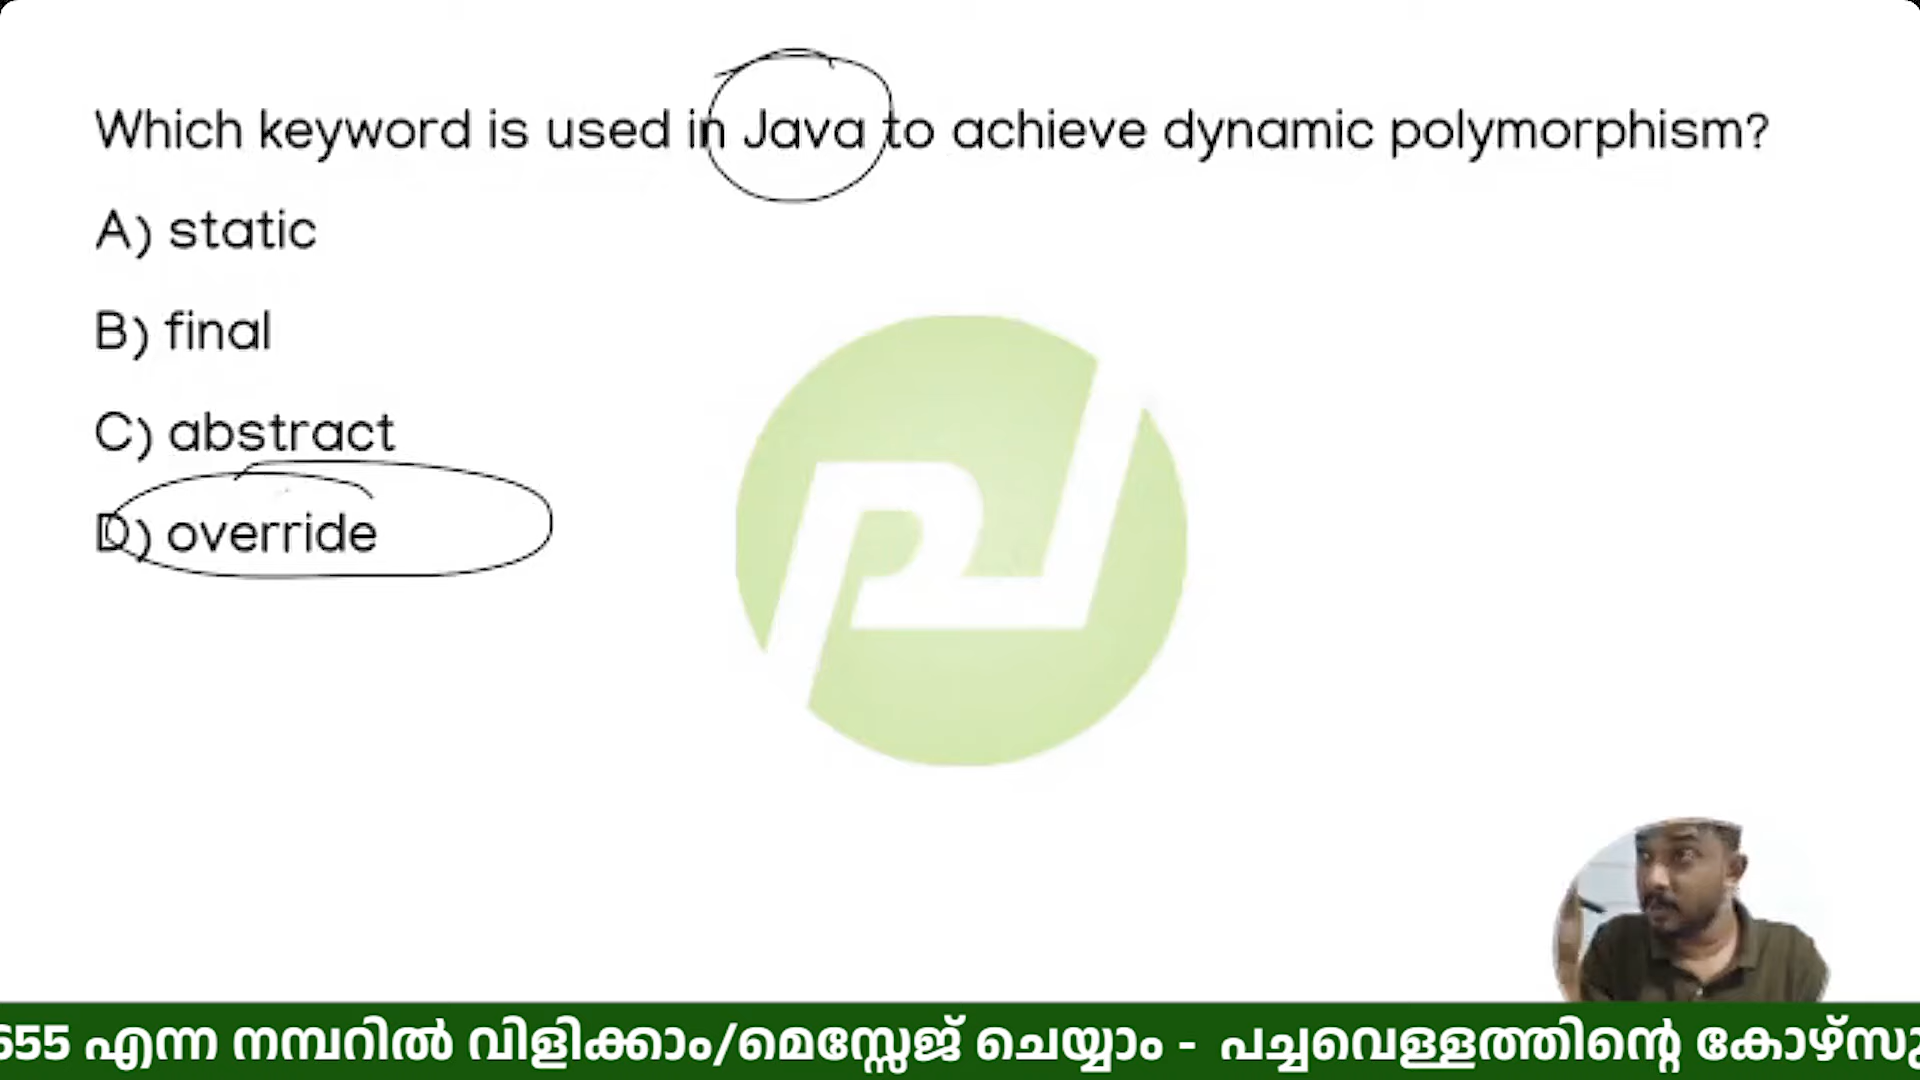 Which keyword is used in Java to achieve dynamic polymorphism?
A) static
B) final
C) abstract
D) override
655 എന്ന നമ്പറിൽ വിളിക്കാം/മെസ്സേജ് ചെയ്യാം - പച്ചവെള്ളത്തിന്റെ കോഴ്സു